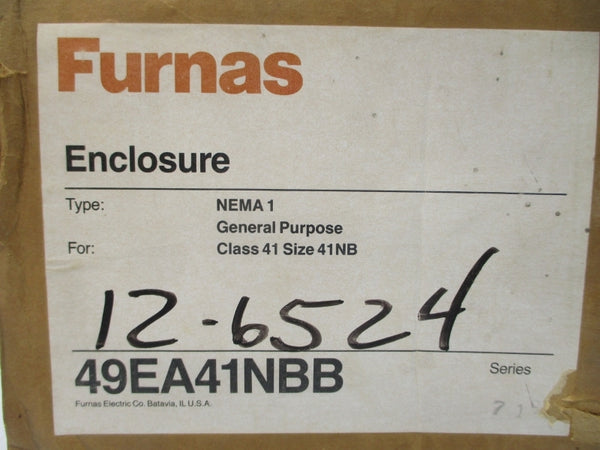 Furnas
Enclosure
Type: NEMA 1
General Purpose
For: Class 41 Size 41NB
12-6524
49EA41NBB Series
Furnas Electric Co. Batavia, IL U.S.A.